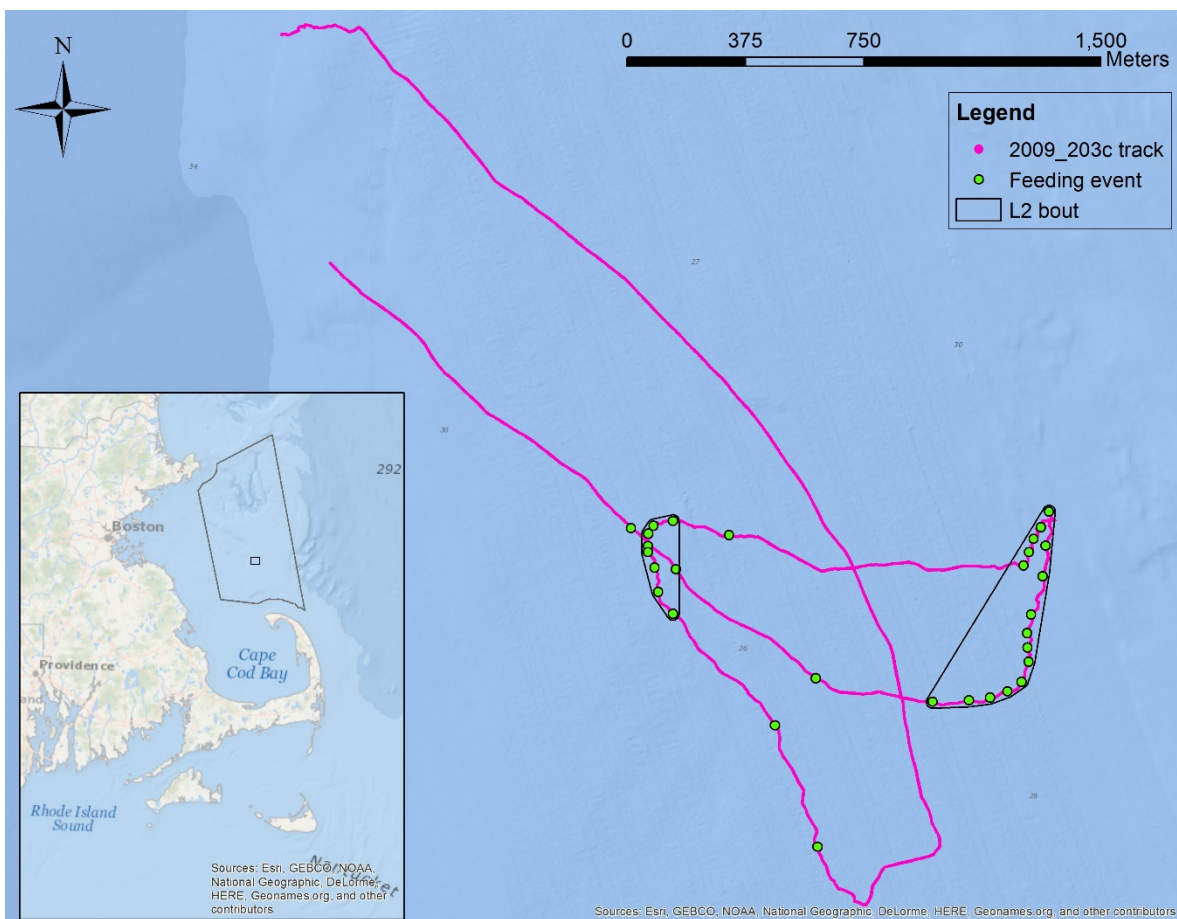 N
0 375 750 1,500
Meters
Legend
2009_203c track
Feeding event
L2 bout
34
27
30
30
26
28
292
Boston
Providence
Cape
Cod Bay
Rhode Island
Sound
Nantucket
Sources: Esri, GEBCO, NOAA,
National Geographic, DeLorme,
HERE, Geonames.org, and other
contributors
Sources: Esri, GEBCO, NOAA, National Geographic, DeLorme, HERE, Geonames.org, and other contributors